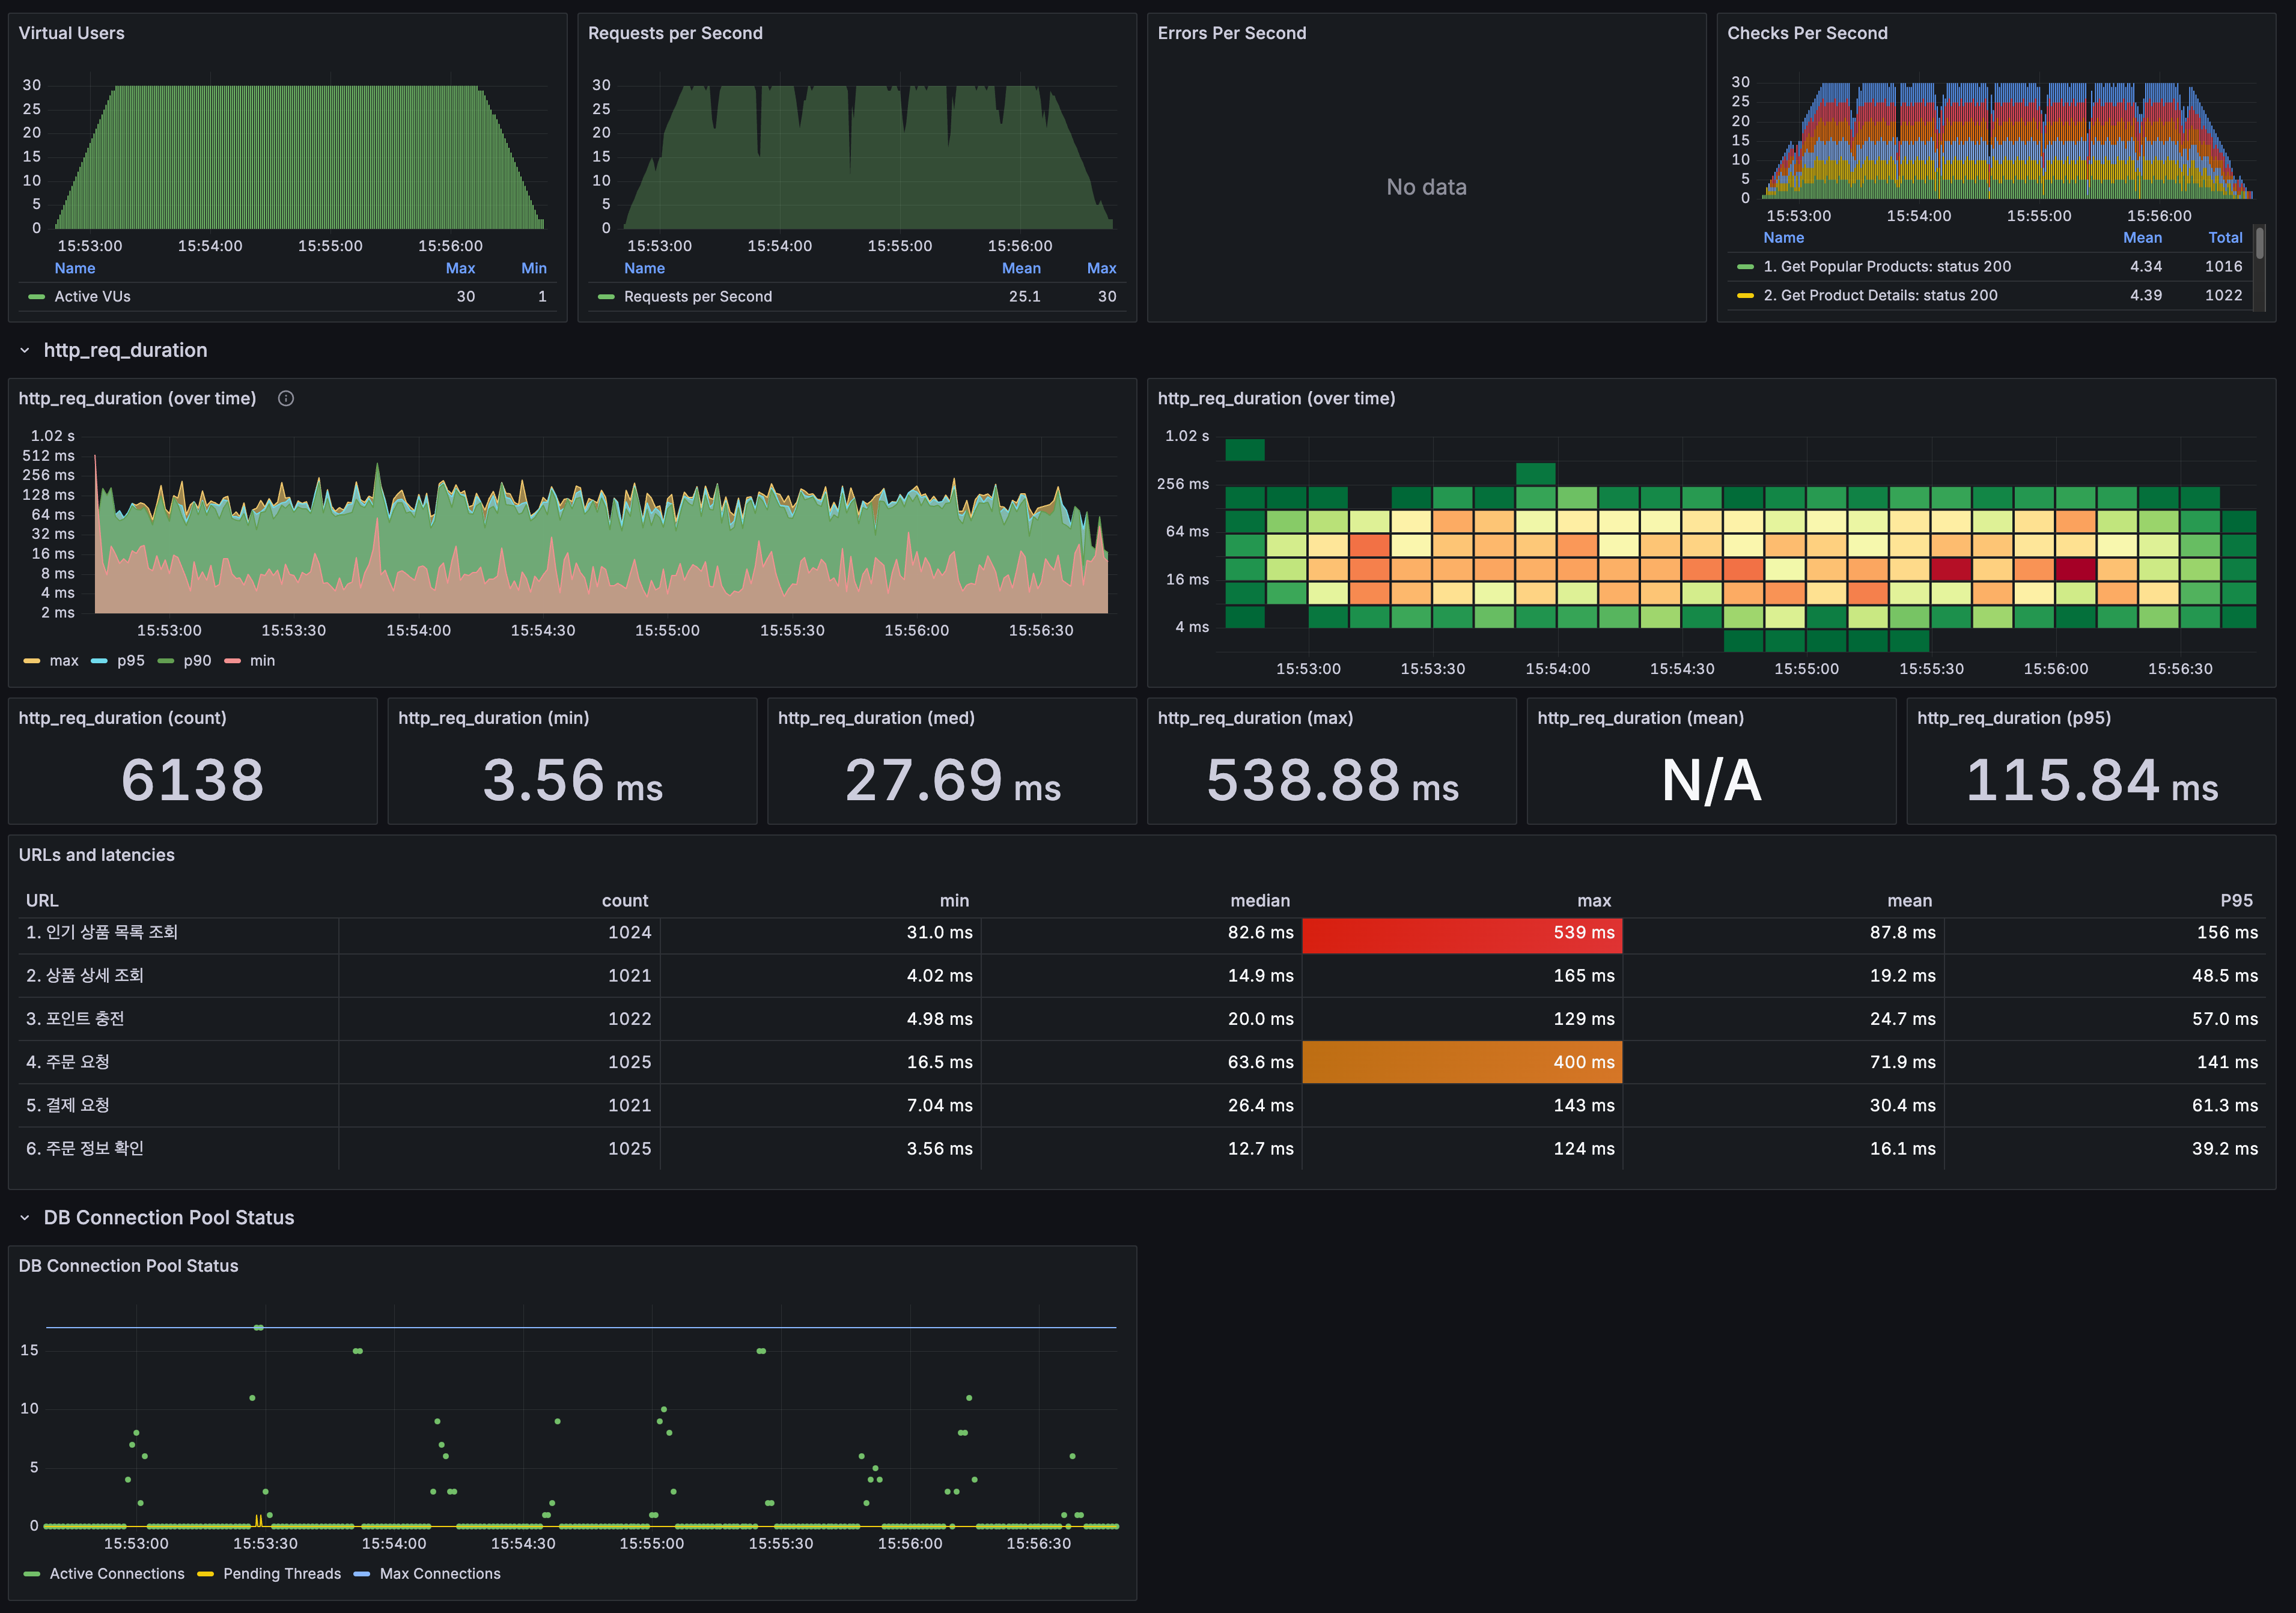 Virtual Users
30
25
20
15
10
5
0
15:53:00 15:54:00 15:55:00 15:56:00
Name Max Min
Active VUs 30 1
Requests per Second
30
25
20
15
10
5
0
15:53:00 15:54:00 15:55:00 15:56:00
Name Mean Max
Requests per Second 25.1 30
Errors Per Second
No data
Checks Per Second
30
25
20
15
10
5
0
15:53:00 15:54:00 15:55:00 15:56:00
Name Mean Total
1. Get Popular Products: status 200 4.34 1016
2. Get Product Details: status 200 4.39 1022
http_req_duration
http_req_duration (over time)
1.02 s
512 ms
256 ms
128 ms
64 ms
32 ms
16 ms
8 ms
4 ms
2 ms
15:53:00 15:53:30 15:54:00 15:54:30 15:55:00 15:55:30 15:56:00 15:56:30
max p95 p90 min
http_req_duration (over time)
1.02 s
256 ms
64 ms
16 ms
4 ms
15:53:00 15:53:30 15:54:00 15:54:30 15:55:00 15:55:30 15:56:00 15:56:30
http_req_duration (count)
6138
http_req_duration (min)
3.56 ms
http_req_duration (med)
27.69 ms
http_req_duration (max)
538.88 ms
http_req_duration (mean)
N/A
http_req_duration (p95)
115.84 ms
URLs and latencies
URL count min median max mean P95
1. 인기 상품 목록 조회 1024 31.0 ms 82.6 ms 539 ms 87.8 ms 156 ms
2. 상품 상세 조회 1021 4.02 ms 14.9 ms 165 ms 19.2 ms 48.5 ms
3. 포인트 충전 1022 4.98 ms 20.0 ms 129 ms 24.7 ms 57.0 ms
4. 주문 요청 1025 16.5 ms 63.6 ms 400 ms 71.9 ms 141 ms
5. 결제 요청 1021 7.04 ms 26.4 ms 143 ms 30.4 ms 61.3 ms
6. 주문 정보 확인 1025 3.56 ms 12.7 ms 124 ms 16.1 ms 39.2 ms
DB Connection Pool Status
DB Connection Pool Status
15
10
5
0
15:53:00 15:53:30 15:54:00 15:54:30 15:55:00 15:55:30 15:56:00 15:56:30
Active Connections Pending Threads Max Connections